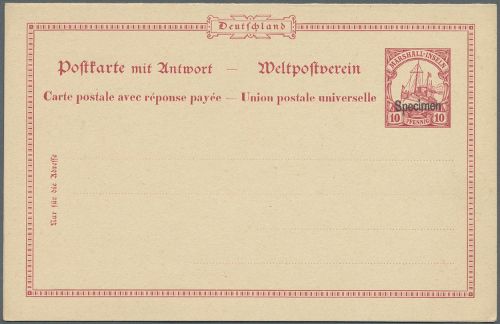 Deutschland
Postkarte mit Antwort — Weltpostverein
Carte postale avec réponse payée — Union postale universelle
MARSHALL-INSELN
Specimen
10 PFENNIG 10
Nur für die Adresse